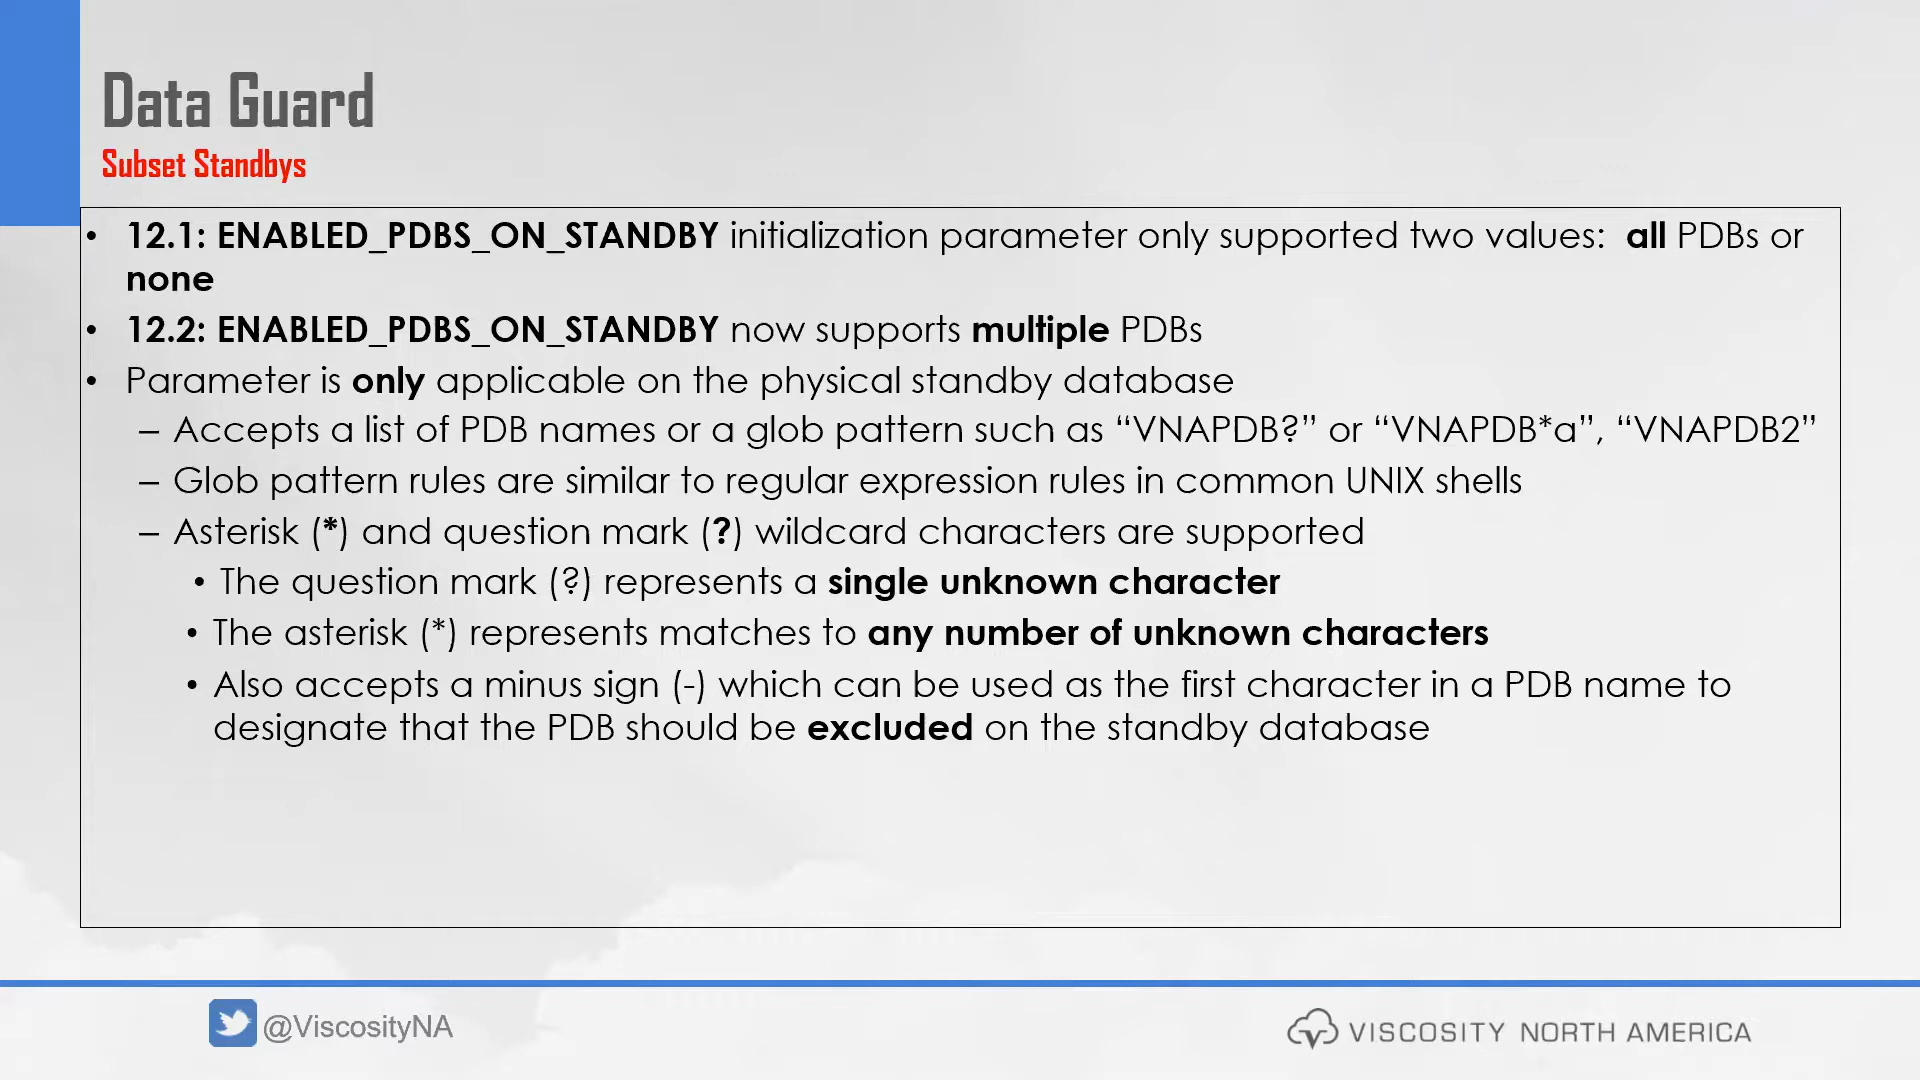 Data Guard
Subset Standbys
• 12.1: ENABLED_PDBS_ON_STANDBY initialization parameter only supported two values:  all PDBs or
none
• 12.2: ENABLED_PDBS_ON_STANDBY now supports multiple PDBs
• Parameter is only applicable on the physical standby database
– Accepts a list of PDB names or a glob pattern such as “VNAPDB?” or “VNAPDB*a”, “VNAPDB2”
– Glob pattern rules are similar to regular expression rules in common UNIX shells
– Asterisk (*) and question mark (?) wildcard characters are supported
• The question mark (?) represents a single unknown character
• The asterisk (*) represents matches to any number of unknown characters
• Also accepts a minus sign (-) which can be used as the first character in a PDB name to
designate that the PDB should be excluded on the standby database
@ViscosityNA
VISCOSITY NORTH AMERICA